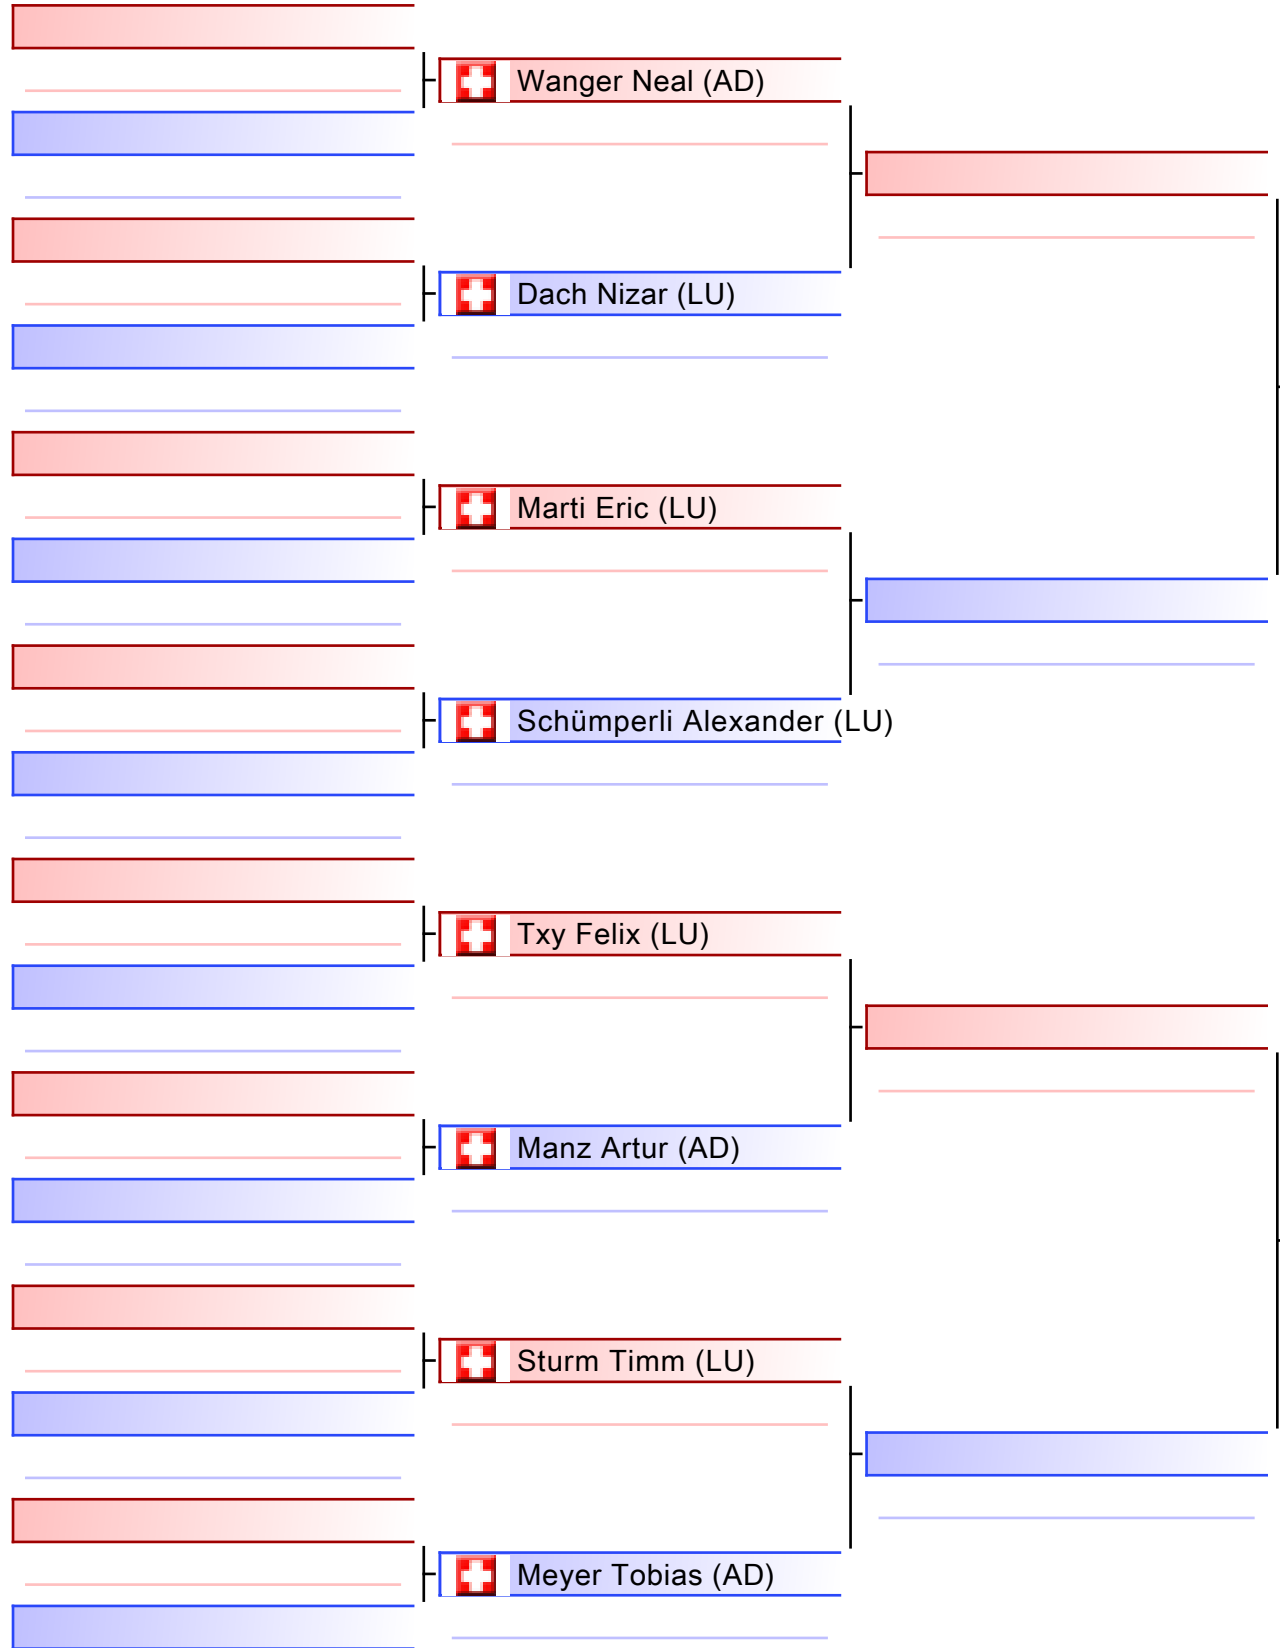 Wanger Neal (AD)
Dach Nizar (LU)
Marti Eric (LU)
Schümperli Alexander (LU)
Txy Felix (LU)
Manz Artur (AD)
Sturm Timm (LU)
Meyer Tobias (AD)